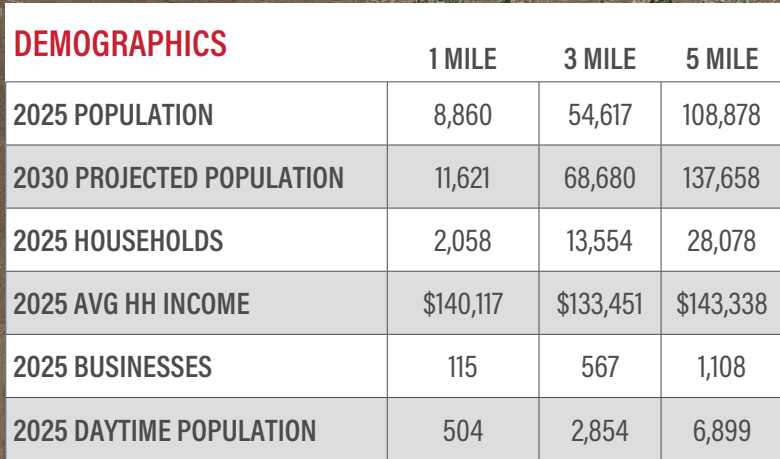 DEMOGRAPHICS 1 MILE 3 MILE 5 MILE
2025 POPULATION 8,860 54,617 108,878
2030 PROJECTED POPULATION 11,621 68,680 137,658
2025 HOUSEHOLDS 2,058 13,554 28,078
2025 AVG HH INCOME $140,117 $133,451 $143,338
2025 BUSINESSES 115 567 1,108
2025 DAYTIME POPULATION 504 2,854 6,899